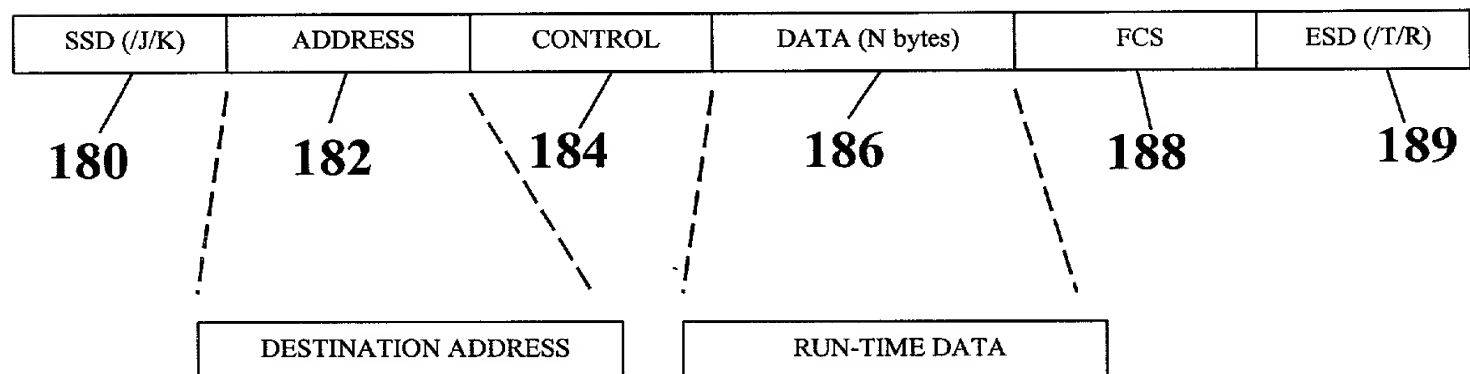 SSD (/J/K) ADDRESS CONTROL DATA (N bytes) FCS ESD (/T/R)
180 182 184 186 188 189
DESTINATION ADDRESS RUN-TIME DATA